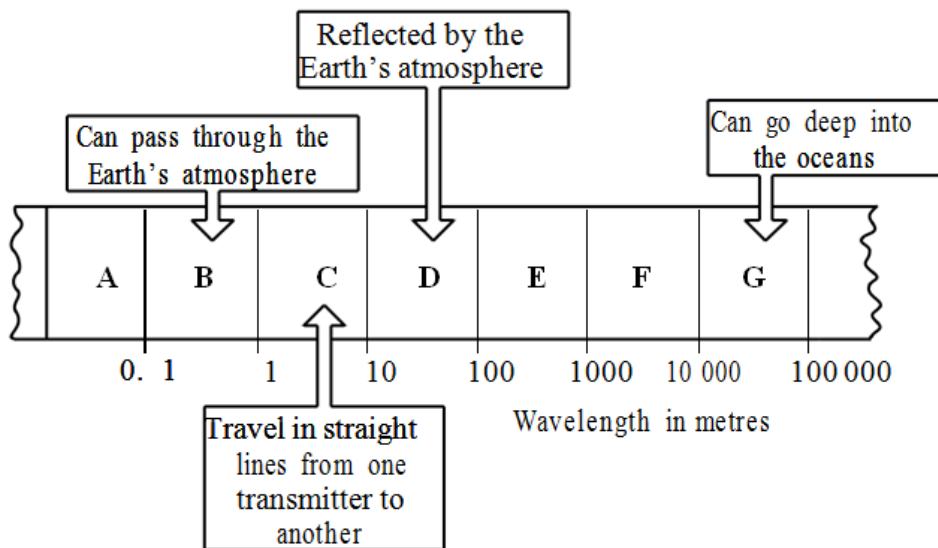 Reflected by the
Earth's atmosphere
Can pass through the
Earth's atmosphere
Can go deep into
the oceans
A B C D E F G
0. 1 1 10 100 1000 10 000 100 000
Wavelength in metres
Travel in straight
lines from one
transmitter to
another